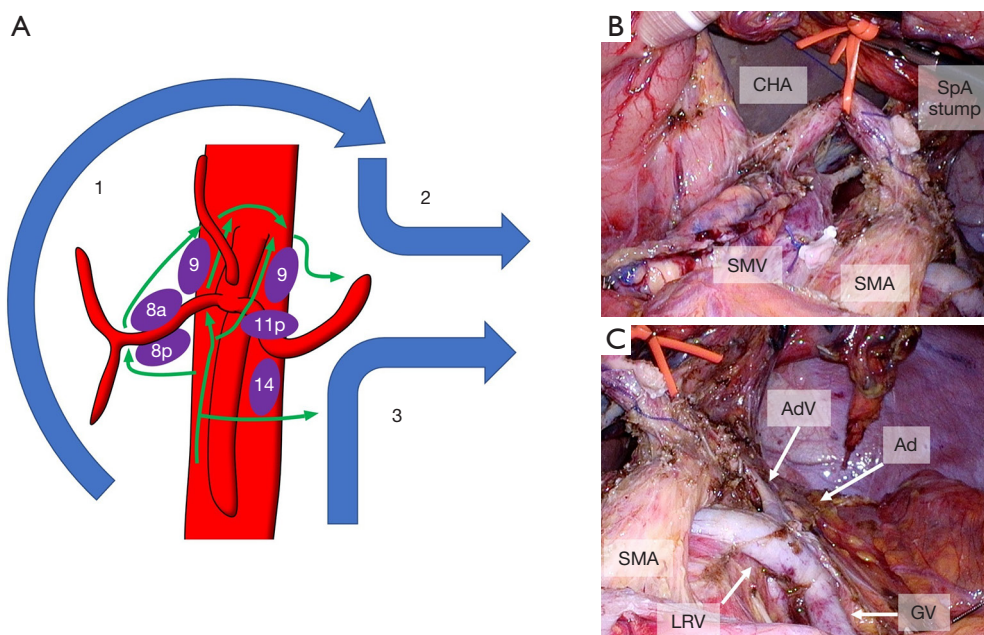 A
1
2
9
9
8a
8p
11p
14
3
B
CHA
SpA
stump
SMV
SMA
C
AdV
Ad
SMA
LRV
GV